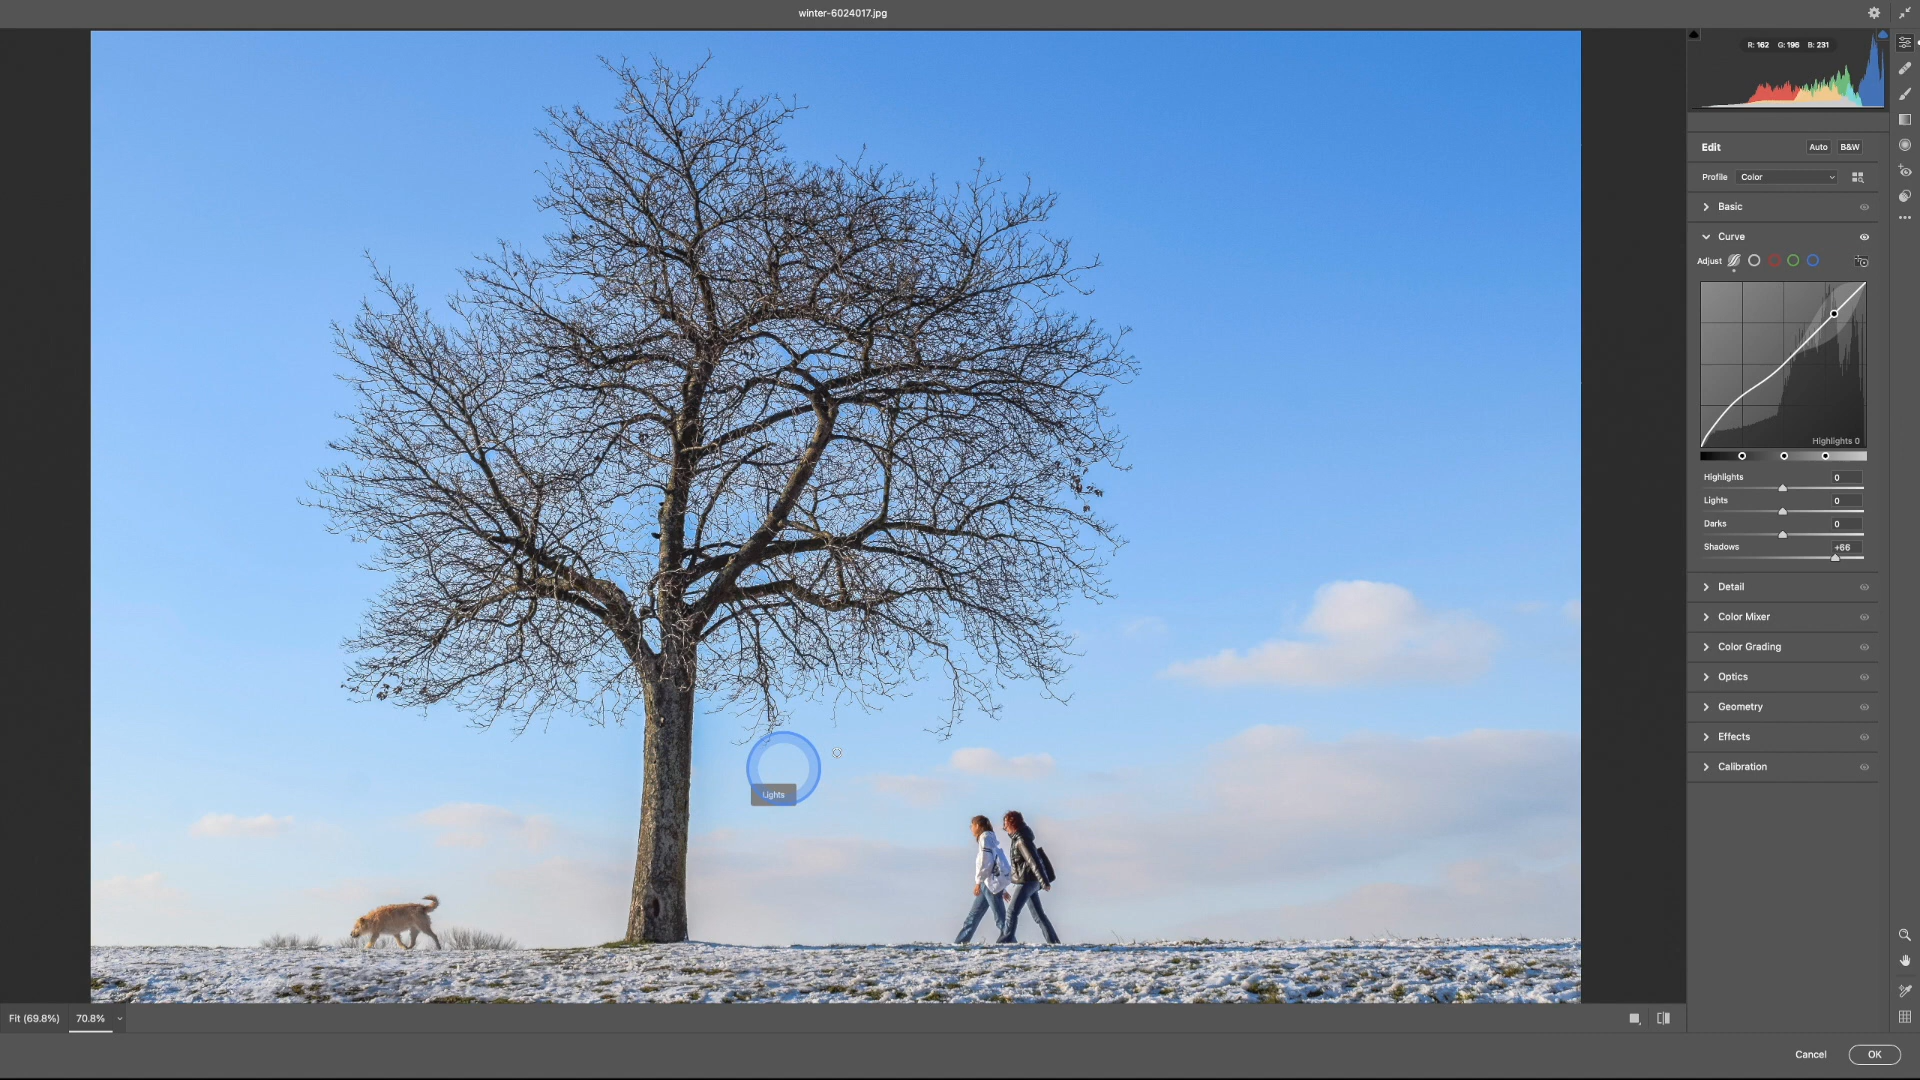 winter-6024017.jpg
R: 162 G: 196 B: 231
Edit Auto B&W
Profile Color
Basic
Curve
Adjust
Highlights 0
Highlights 0
Lights 0
Darks 0
Shadows +66
Detail
Color Mixer
Color Grading
Optics
Geometry
Effects
Calibration
Lights
Fit (69.8%) 70.8%
Cancel OK